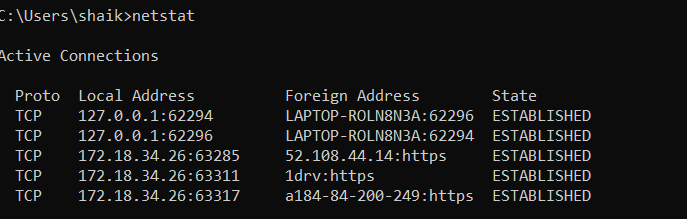 C:\Users\shaik>netstat
Active Connections
Proto  Local Address          Foreign Address        State
TCP    127.0.0.1:62294        LAPTOP-ROLN8N3A:62296  ESTABLISHED
TCP    127.0.0.1:62296        LAPTOP-ROLN8N3A:62294  ESTABLISHED
TCP    172.18.34.26:63285     52.108.44.14:https     ESTABLISHED
TCP    172.18.34.26:63311     1drv:https             ESTABLISHED
TCP    172.18.34.26:63317     a184-84-200-249:https  ESTABLISHED